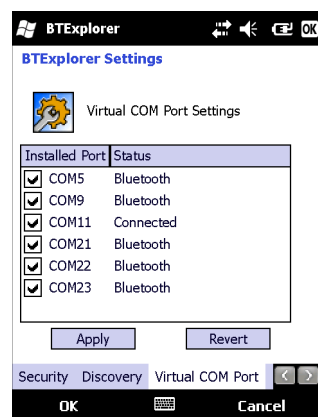 BTExplorer OK
BTExplorer Settings
Virtual COM Port Settings
Installed Port Status
COM5 Bluetooth
COM9 Bluetooth
COM11 Connected
COM21 Bluetooth
COM22 Bluetooth
COM23 Bluetooth
Apply Revert
Security Discovery Virtual COM Port
OK Cancel